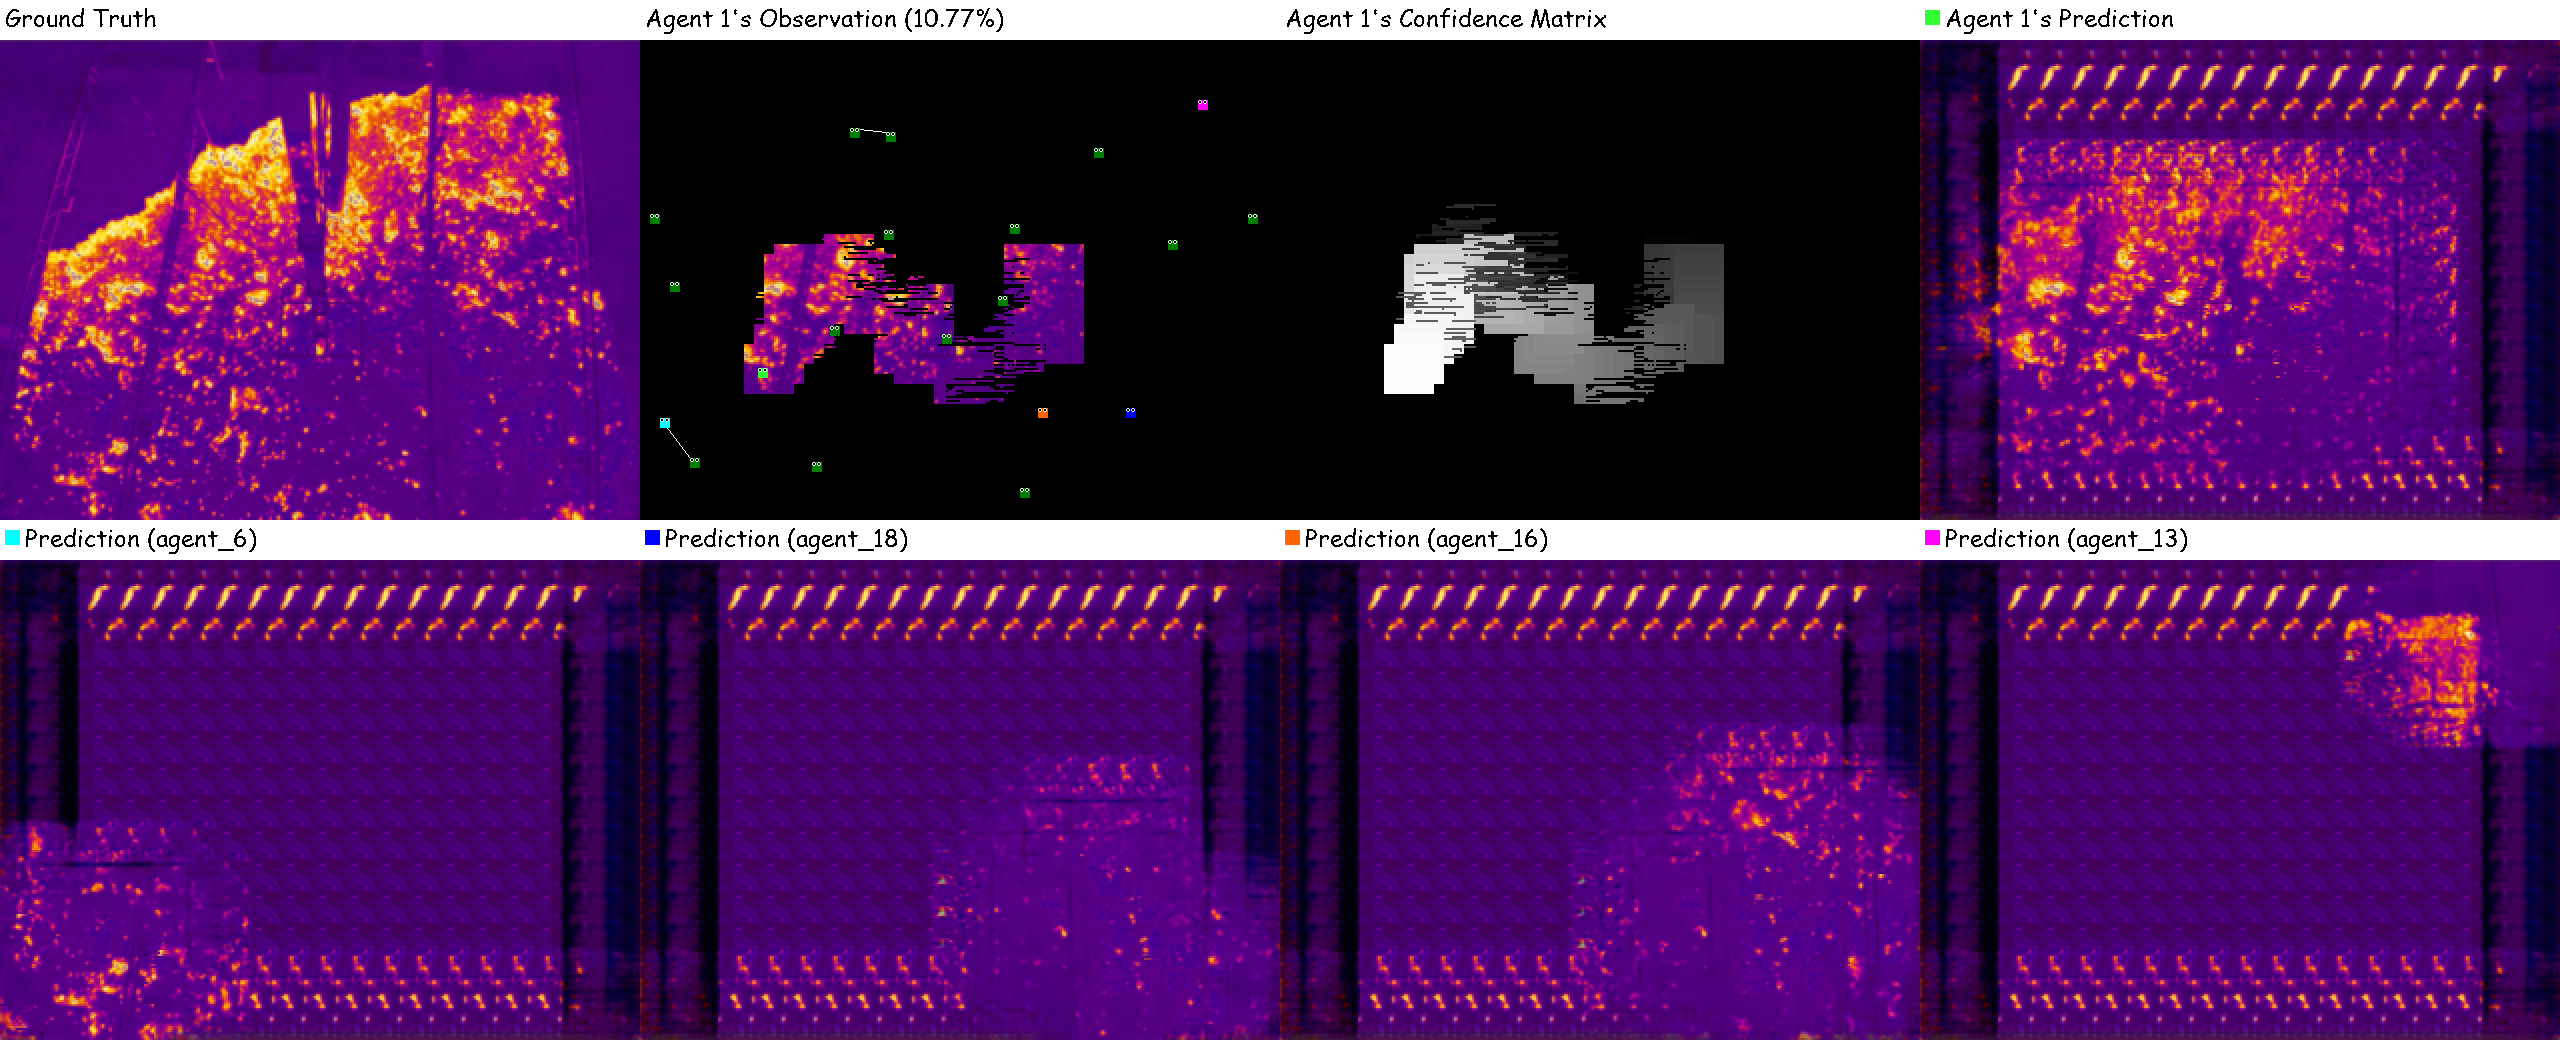 Ground Truth
Agent 1's Observation (10.77%)
Agent 1's Confidence Matrix
Agent 1's Prediction
Prediction (agent_6)
Prediction (agent_18)
Prediction (agent_16)
Prediction (agent_13)